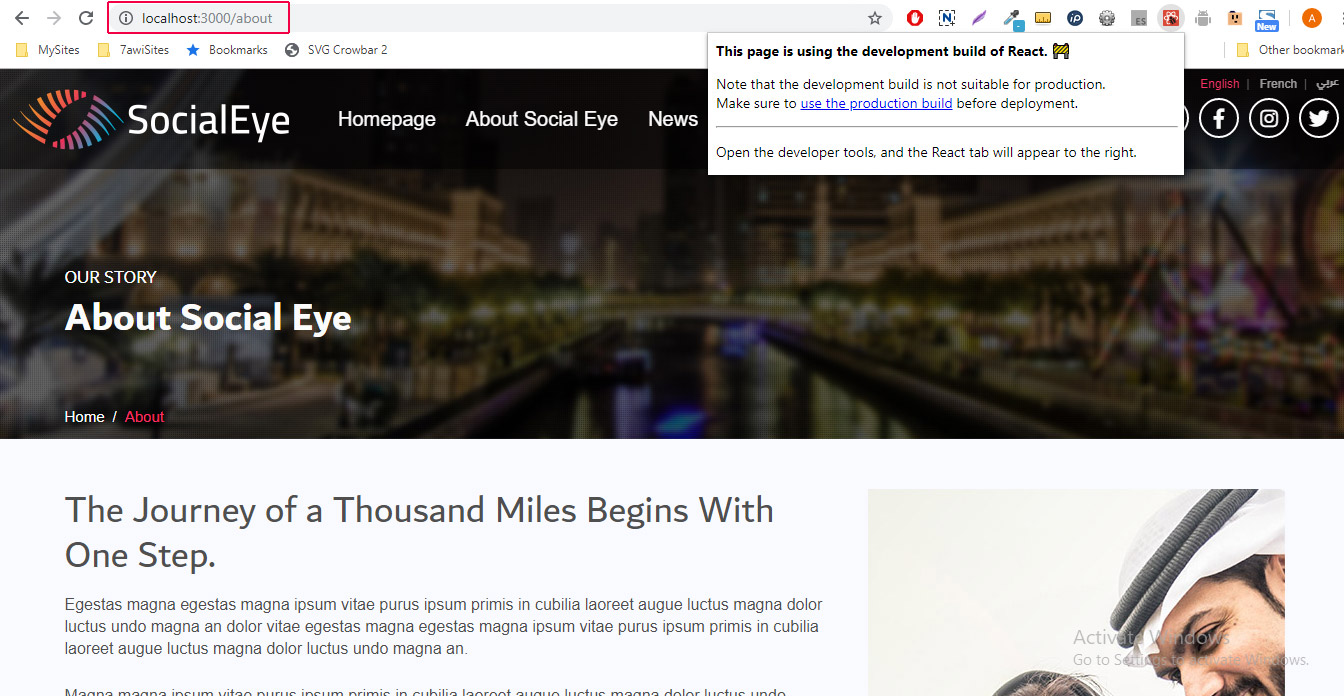 localhost:3000/about
ES
New
A
MySites
7awiSites
Bookmarks
SVG Crowbar 2
Other bookmark
This page is using the development build of React. 🚧
Note that the development build is not suitable for production.
Make sure to use the production build before deployment.
Open the developer tools, and the React tab will appear to the right.
English | French | عربي
SocialEye
Homepage
About Social Eye
News
OUR STORY
About Social Eye
Home / About
The Journey of a Thousand Miles Begins With
One Step.
Egestas magna egestas magna ipsum vitae purus ipsum primis in cubilia laoreet augue luctus magna dolor
luctus undo magna an dolor vitae egestas magna egestas magna ipsum vitae purus ipsum primis in cubilia
laoreet augue luctus magna dolor luctus undo magna an.
Magna magna ipsum vitae purus ipsum primis in cubilia laoreet augue luctus magna dolor luctus undo
Activate Windows
Go to Settings to activate Windows.